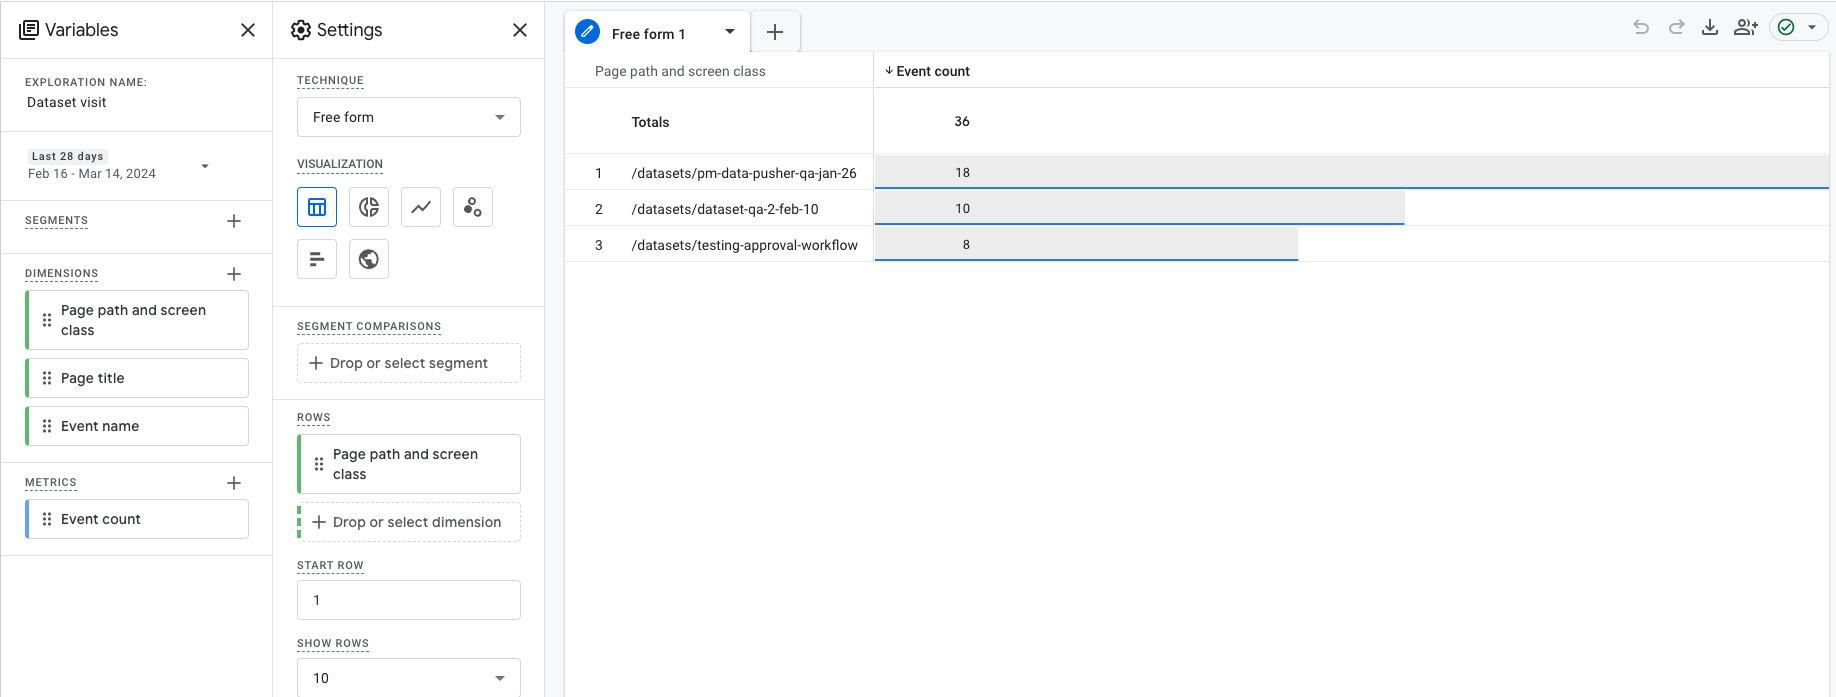 Variables
EXPLORATION NAME:
Dataset visit
Last 28 days
Feb 16 - Mar 14, 2024
SEGMENTS
DIMENSIONS
Page path and screen
class
Page title
Event name
METRICS
Event count
Settings
TECHNIQUE
Free form
VISUALIZATION
SEGMENT COMPARISONS
Drop or select segment
ROWS
Page path and screen
class
Drop or select dimension
START ROW
1
SHOW ROWS
10
Free form 1
Page path and screen class Event count
Totals 36
1 /datasets/pm-data-pusher-qa-jan-26 18
2 /datasets/dataset-qa-2-feb-10 10
3 /datasets/testing-approval-workflow 8